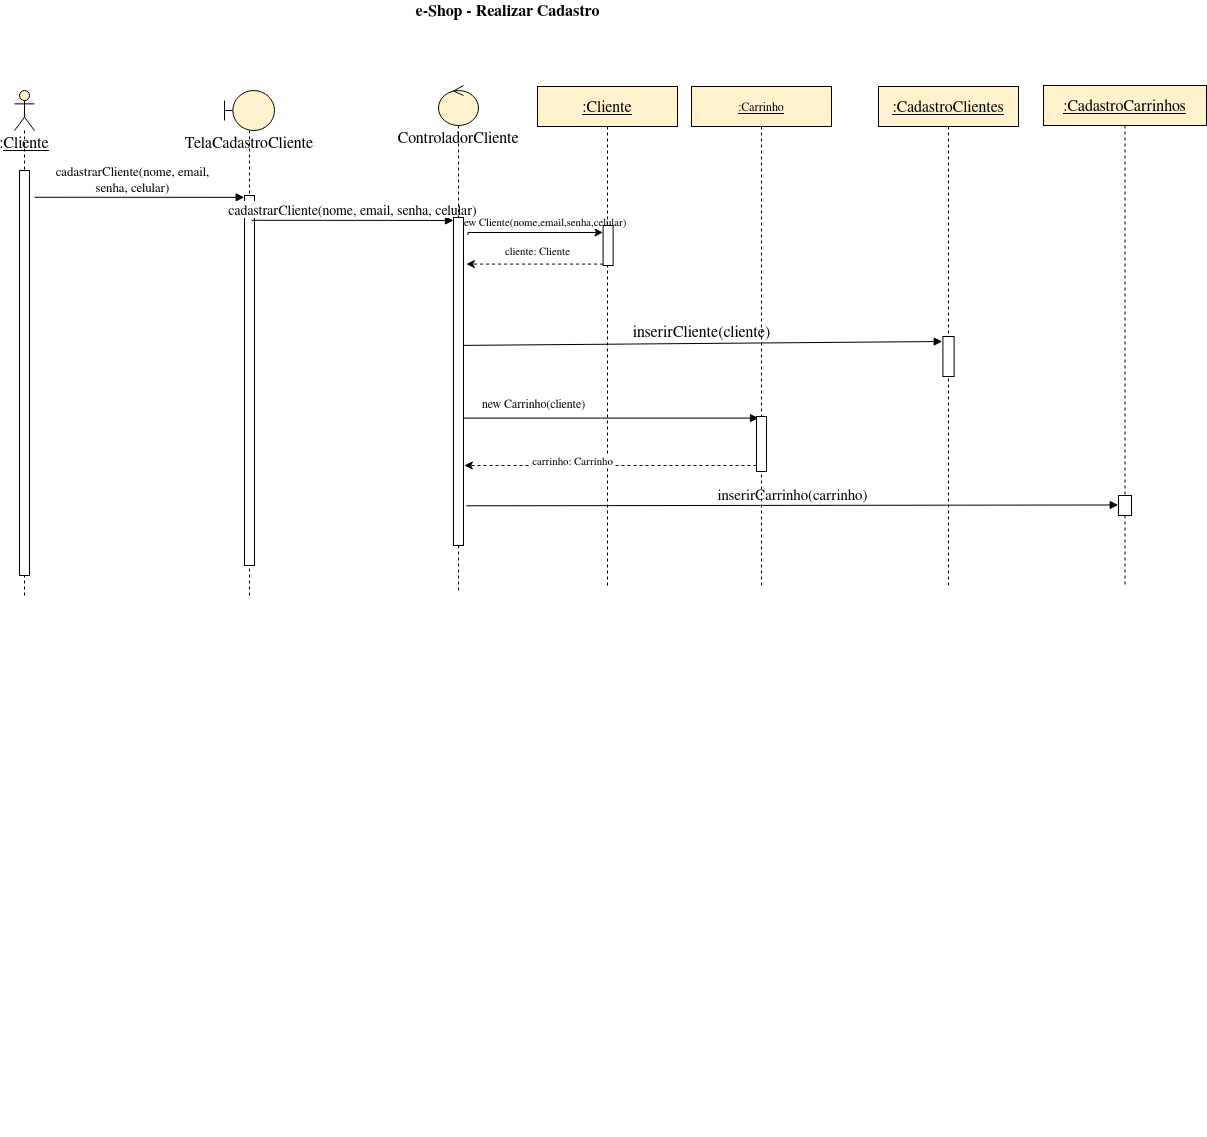 e-Shop - Realizar Cadastro
:Cliente
TelaCadastroCliente
ControladorCliente
:Cliente
:Carrinho
:CadastroClientes
:CadastroCarrinhos
cadastrarCliente(nome, email,
senha, celular)
cadastrarCliente(nome, email, senha, celular)
ew Cliente(nome,email,senha,celular)
cliente: Cliente
inserirCliente(cliente)
new Carrinho(cliente)
carrinho: Carrinho
inserirCarrinho(carrinho)